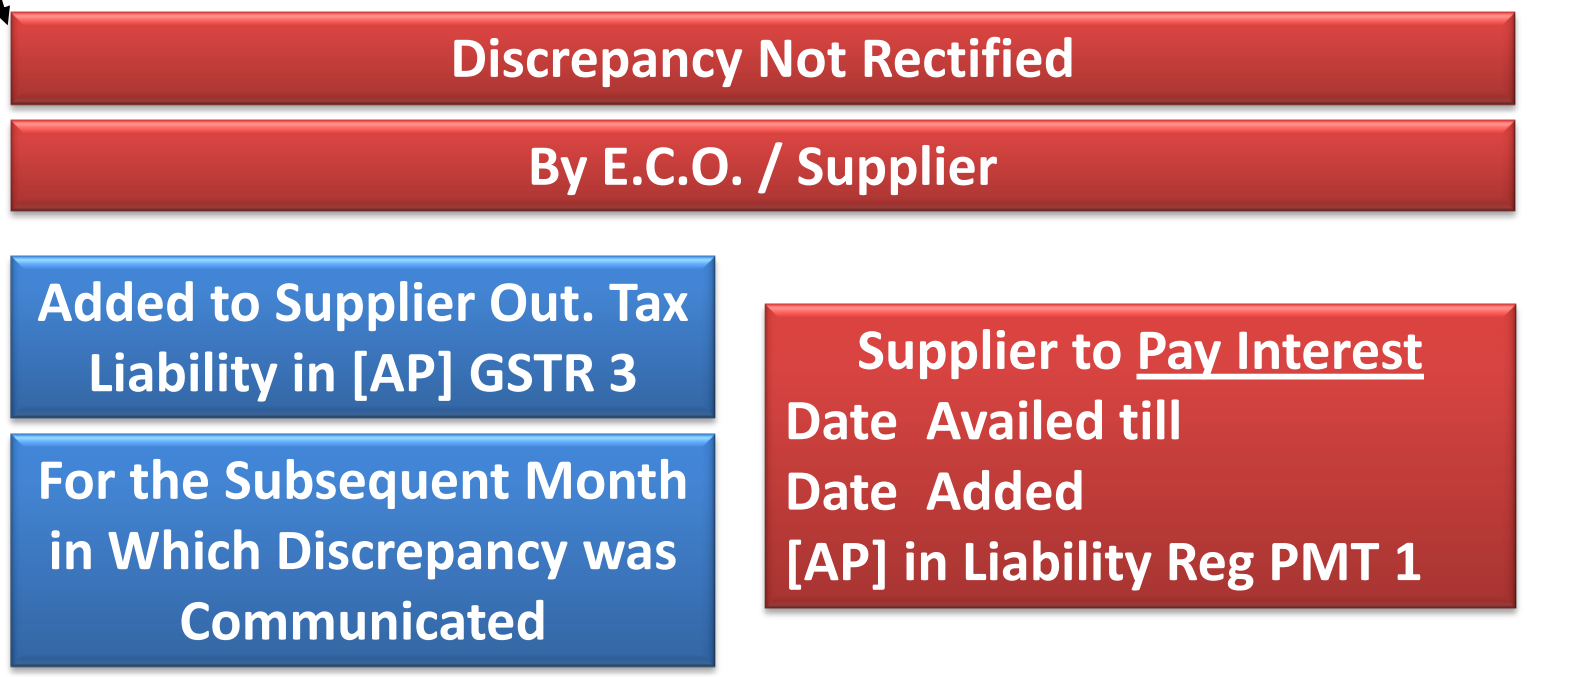 Discrepancy Not Rectified
By E.C.O. / Supplier
Added to Supplier Out. Tax
Liability in [AP] GSTR 3
For the Subsequent Month
in Which Discrepancy was
Communicated
Supplier to Pay Interest
Date Availed till
Date Added
[AP] in Liability Reg PMT 1